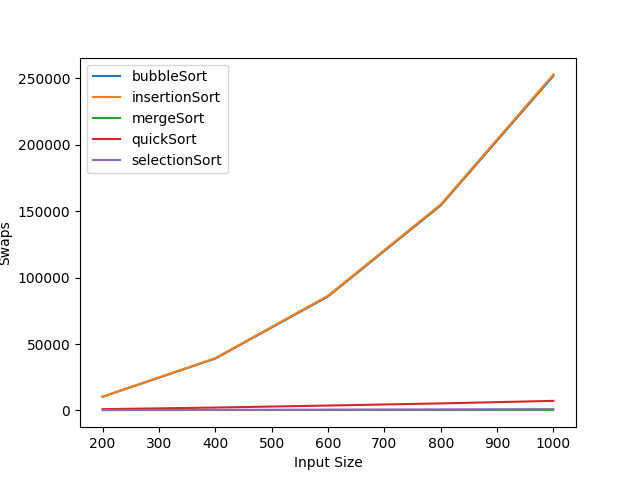 bubbleSort
insertionSort
mergeSort
quickSort
selectionSort
250000
200000
150000
100000
50000
0
Swaps
200 300 400 500 600 700 800 900 1000
Input Size